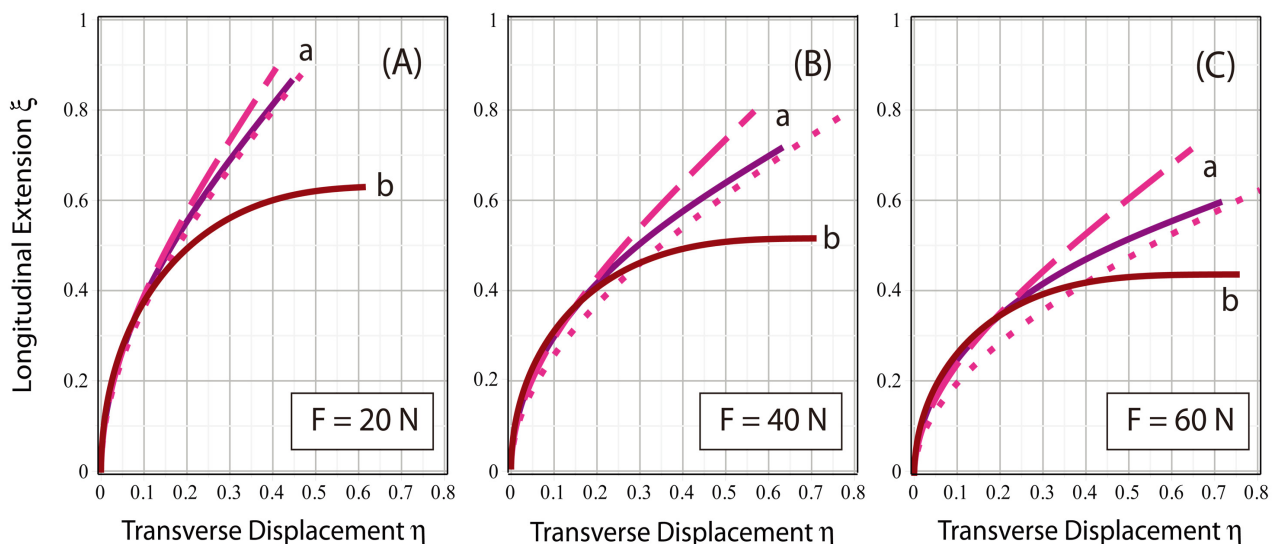 Longitudinal Extension ξ
1
0.8
0.6
0.4
0.2
0
(A)
a
b
F = 20 N
0 0.1 0.2 0.3 0.4 0.5 0.6 0.7 0.8
Transverse Displacement η
1
0.8
0.6
0.4
0.2
0
(B)
a
b
F = 40 N
0 0.1 0.2 0.3 0.4 0.5 0.6 0.7 0.8
Transverse Displacement η
1
0.8
0.6
0.4
0.2
0
(C)
a
b
F = 60 N
0 0.1 0.2 0.3 0.4 0.5 0.6 0.7 0.8
Transverse Displacement η